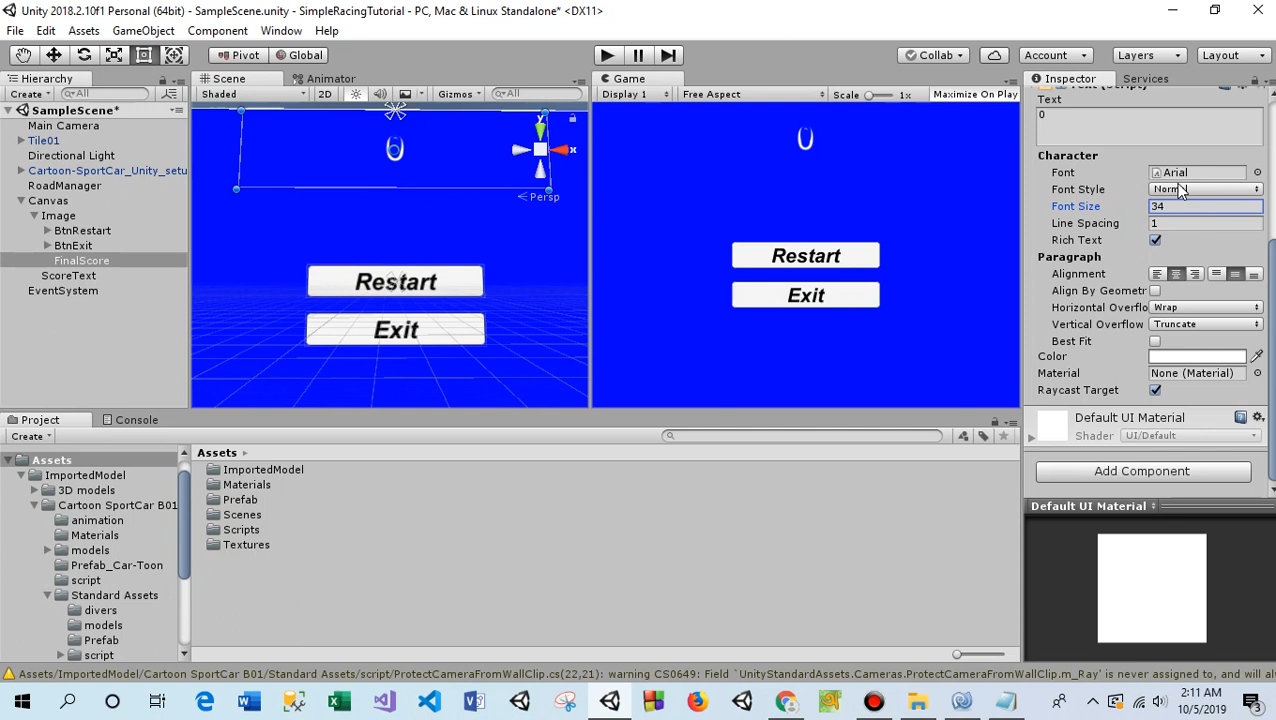 Unity 2018.2.10f1 Personal (64bit) - SampleScene.unity - SimpleRacingTutorial - PC, Mac & Linux Standalone* <DX11>
File Edit Assets GameObject Component Window Help
Pivot Global Collab Account Layers Layout
Hierarchy
Create All
SampleScene*
Main Camera
Tile01
Directional Light
Cartoon-SportCar_Unity_setu
RoadManager
Canvas
Image
BtnRestart
BtnExit
FinalScore
ScoreText
EventSystem
Scene Animator
Shaded 2D Gizmos All
0
y
x
Persp
Restart
Exit
Game
Display 1 Free Aspect Scale 1x Maximize On Play
0
Restart
Exit
Inspector Services
Text
0
Character
Font Arial
Font Style
Font Size 34
Line Spacing 1
Rich Text
Paragraph
Alignment
Align By Geometr
Horizontal Overflo Wrap
Vertical Overflow Truncate
Best Fit
Color
Material None (Material)
Raycast Target
Default UI Material
Shader UI/Default
Add Component
Default UI Material
Project Console
Create
Assets
ImportedModel
3D models
Cartoon SportCar B01
animation
Materials
models
Prefab_Car-Toon
script
Standard Assets
divers
models
Prefab
script
Assets
ImportedModel
Materials
Prefab
Scenes
Scripts
Textures
Assets/ImportedModel/Cartoon SportCar B01/Standard Assets/script/ProtectCameraFromWallClip.cs(22,21): warning CS0649: Field `UnityStandardAssets.Cameras.ProtectCameraFromWallClip.m_Ray' is never assigned to, and will al
2:11 AM
10/5/2019
3